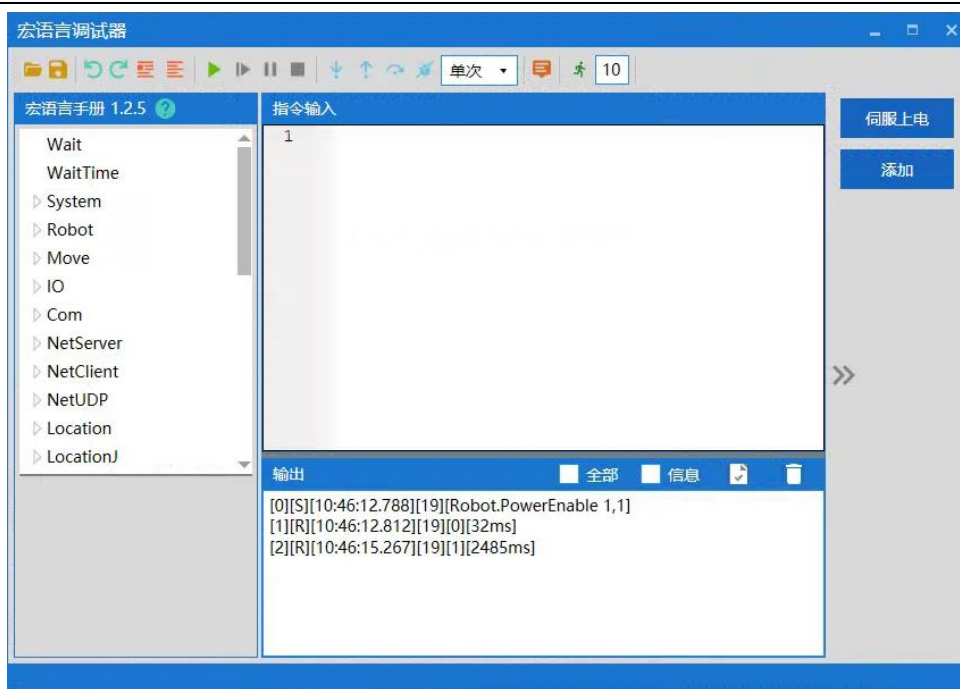 宏语言调试器
单次
10
宏语言手册 1.2.5
Wait
WaitTime
System
Robot
Move
IO
Com
NetServer
NetClient
NetUDP
Location
LocationJ
指令输入
1
输出
全部
信息
[0][S][10:46:12.788][19][Robot.PowerEnable 1,1]
[1][R][10:46:12.812][19][0][32ms]
[2][R][10:46:15.267][19][1][2485ms]
伺服上电
添加